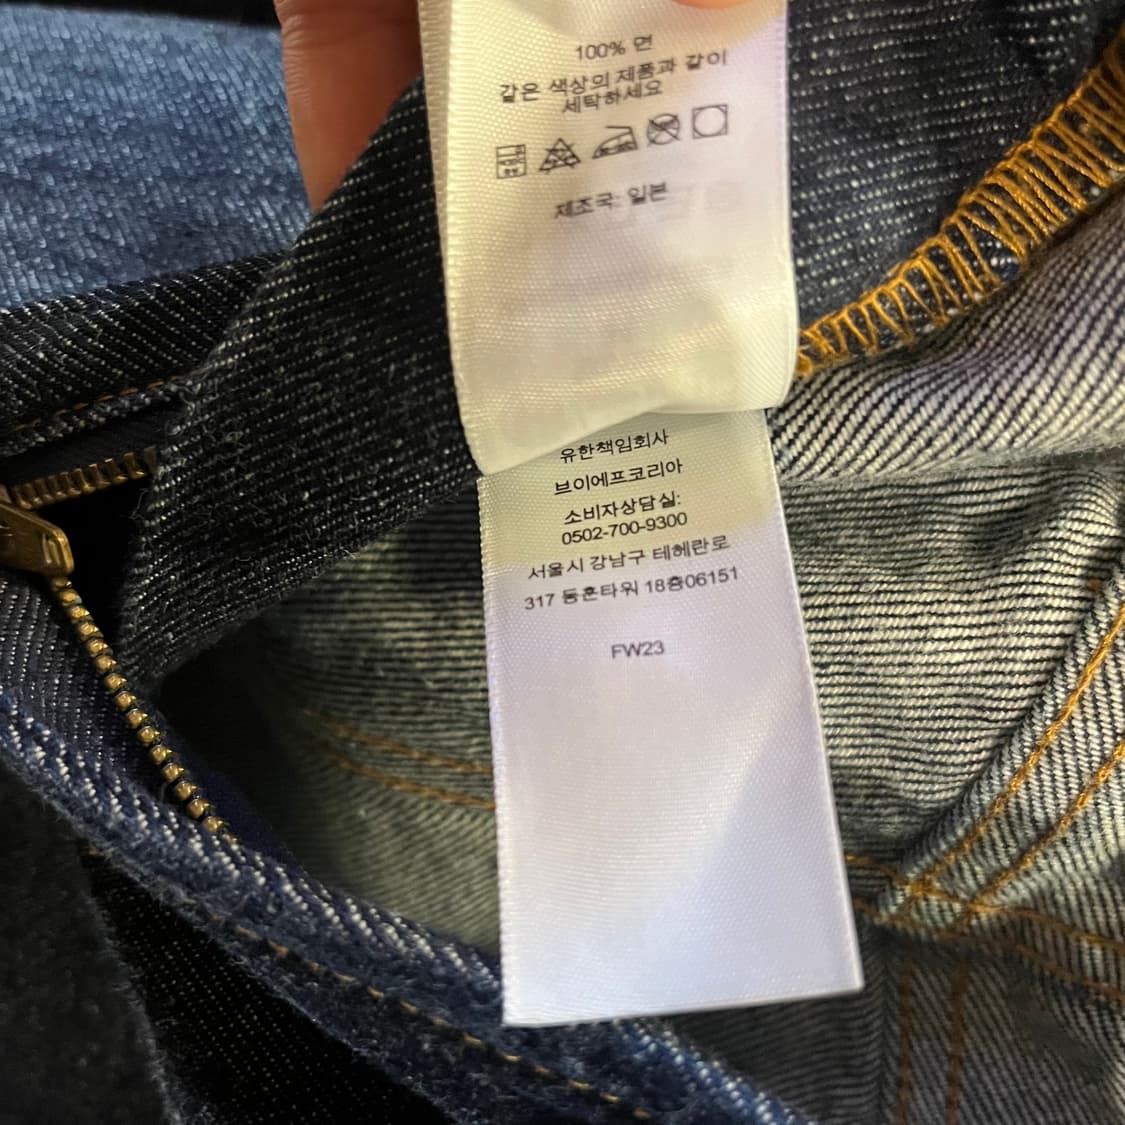 100% 면
같은 색상의 제품과 같이
세탁하세요
제조국: 일본
유한책임회사
브이에프코리아
소비자상담실:
0502-700-9300
서울시 강남구 테헤란로
317 동훈타워 18층06151
FW23